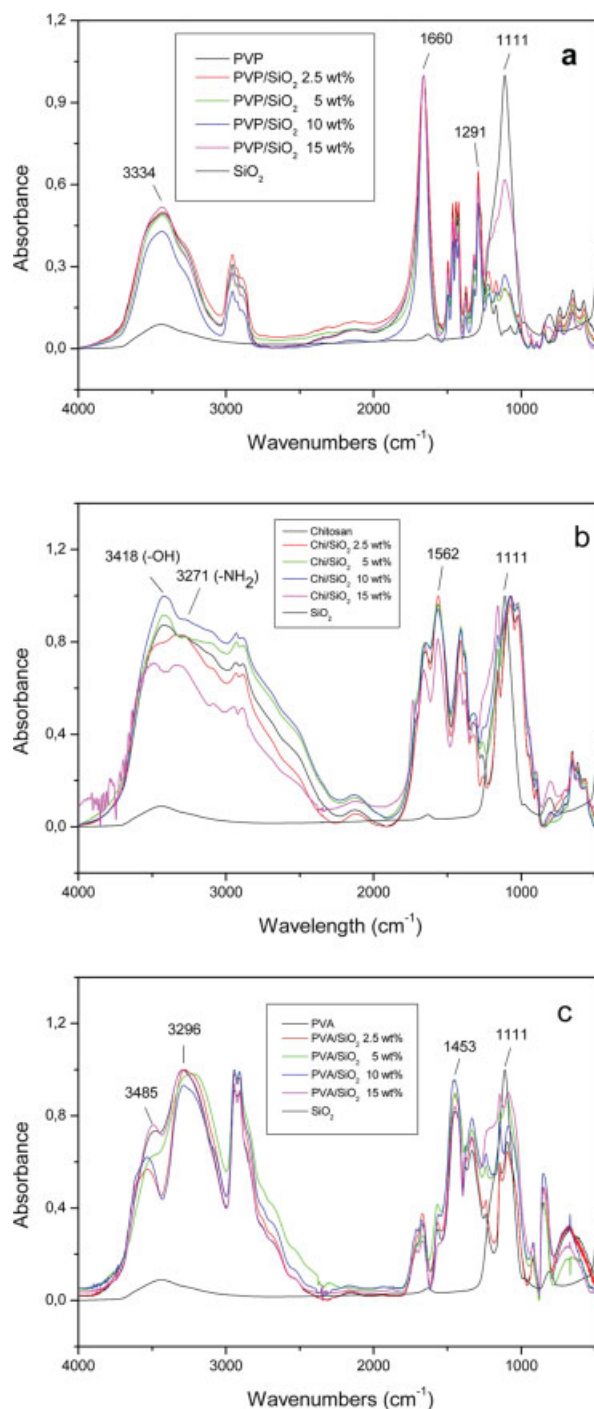 a
1,2
0,9
0,6
0,3
0,0
Absorbance
PVP
PVP/SiO₂ 2.5 wt%
PVP/SiO₂ 5 wt%
PVP/SiO₂ 10 wt%
PVP/SiO₂ 15 wt%
SiO₂
3334
1660
1291
1111
4000 3000 2000 1000
Wavenumbers (cm⁻¹)
b
1,2
0,8
0,4
0,0
Absorbance
Chitosan
Chi/SiO₂ 2.5 wt%
Chi/SiO₂ 5 wt%
Chi/SiO₂ 10 wt%
Chi/SiO₂ 15 wt%
SiO₂
3418 (-OH)
3271 (-NH₂)
1562
1111
4000 3000 2000 1000
Wavelength (cm⁻¹)
c
1,2
0,8
0,4
0,0
Absorbance
PVA
PVA/SiO₂ 2.5 wt%
PVA/SiO₂ 5 wt%
PVA/SiO₂ 10 wt%
PVA/SiO₂ 15 wt%
SiO₂
3485
3296
1453
1111
4000 3000 2000 1000
Wavenumbers (cm⁻¹)